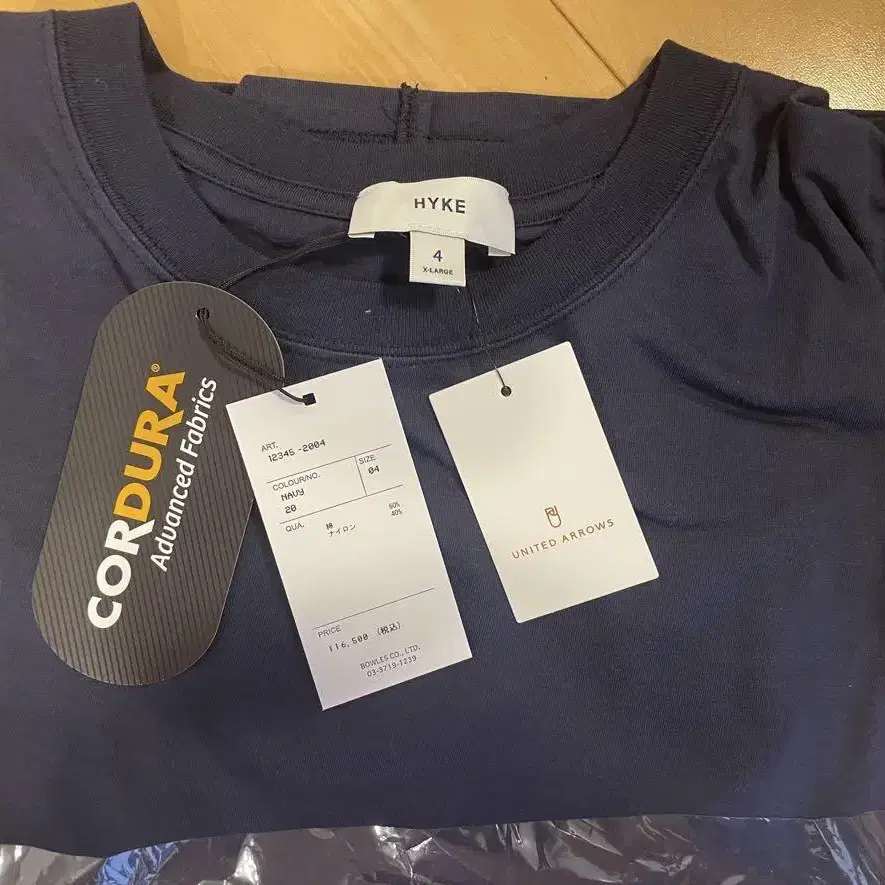 HYKE
4
X-LARGE
CORDURA®
Advanced Fabrics
ART.
12345-2004
COLOUR/NO.
NAVY
20
SIZE
04
QUA.
綿 60%
ナイロン 40%
PRICE
¥16,500 (税込)
BOWLES CO., LTD.
03-3719-1239
UNITED ARROWS